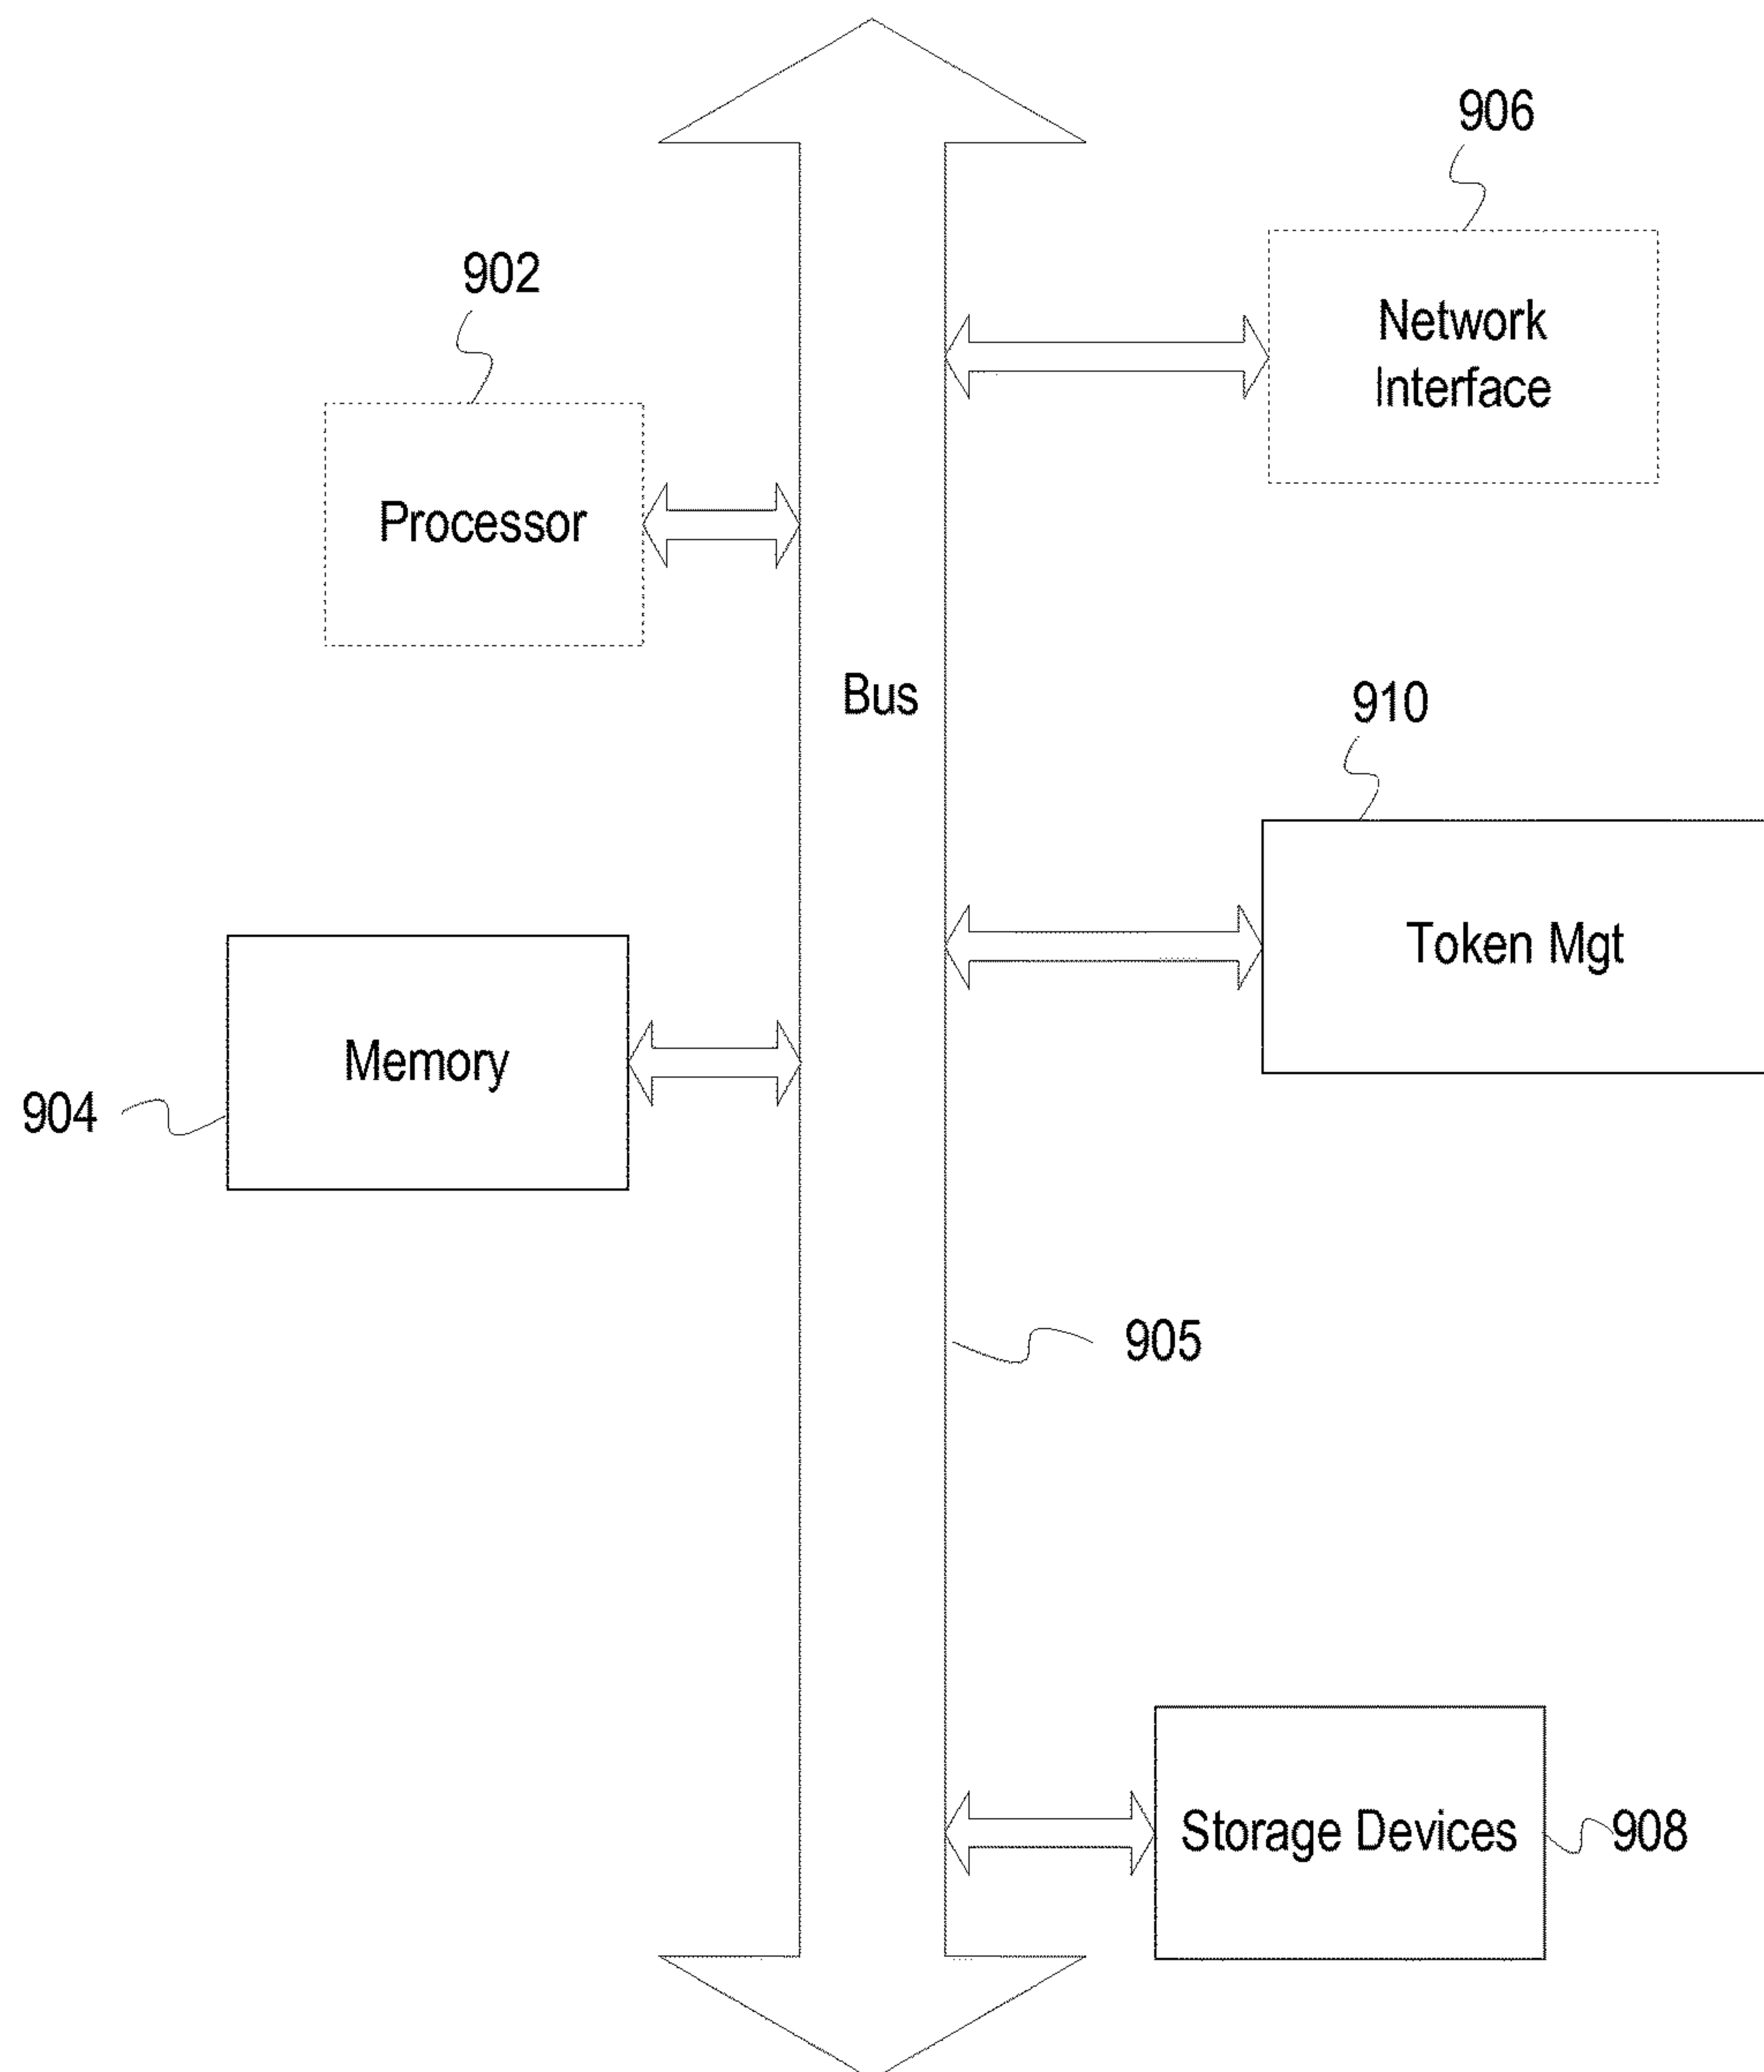 906
902
Network
Interface
Processor
Bus
910
Token Mgt
Memory
904
905
Storage Devices
908